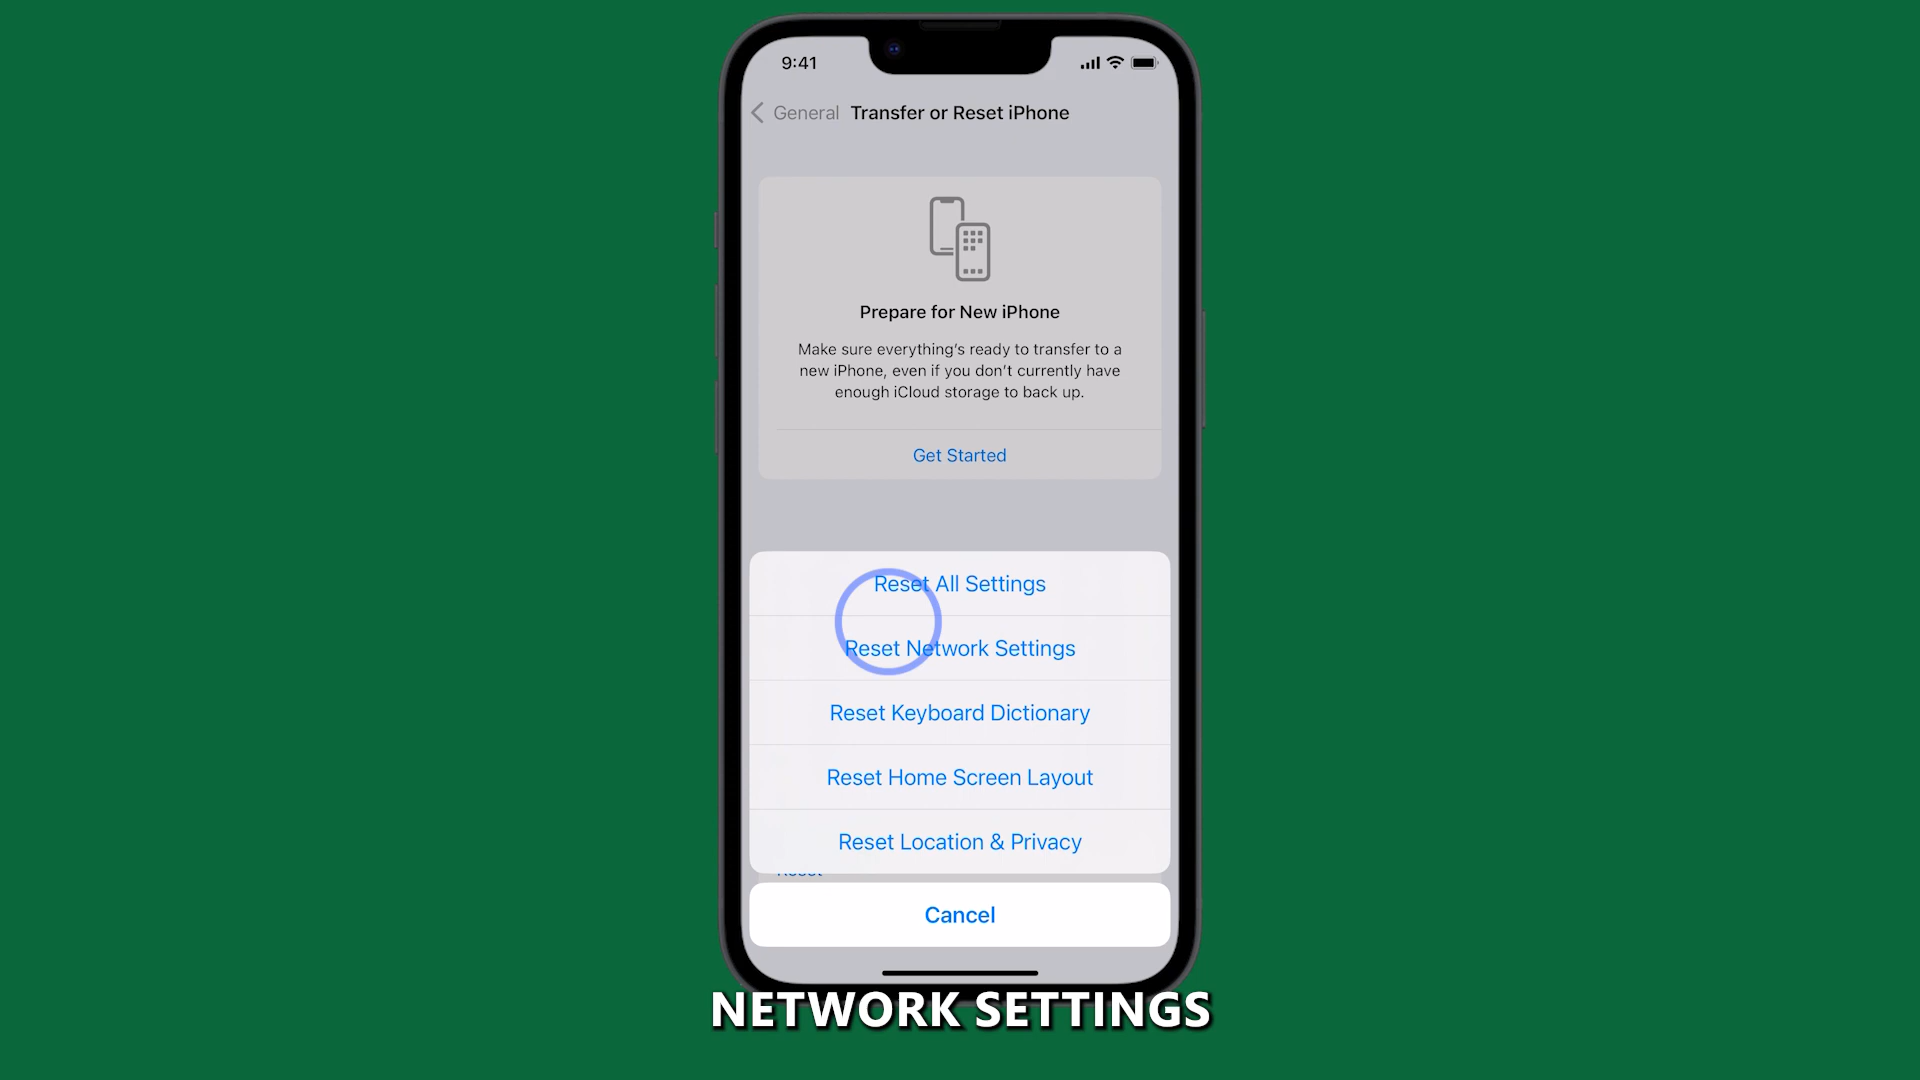 9:41
General Transfer or Reset iPhone
Prepare for New iPhone
Make sure everything's ready to transfer to a
new iPhone, even if you don't currently have
enough iCloud storage to back up.
Get Started
Reset All Settings
Reset Network Settings
Reset Keyboard Dictionary
Reset Home Screen Layout
Reset Location & Privacy
Reset
Cancel
NETWORK SETTINGS